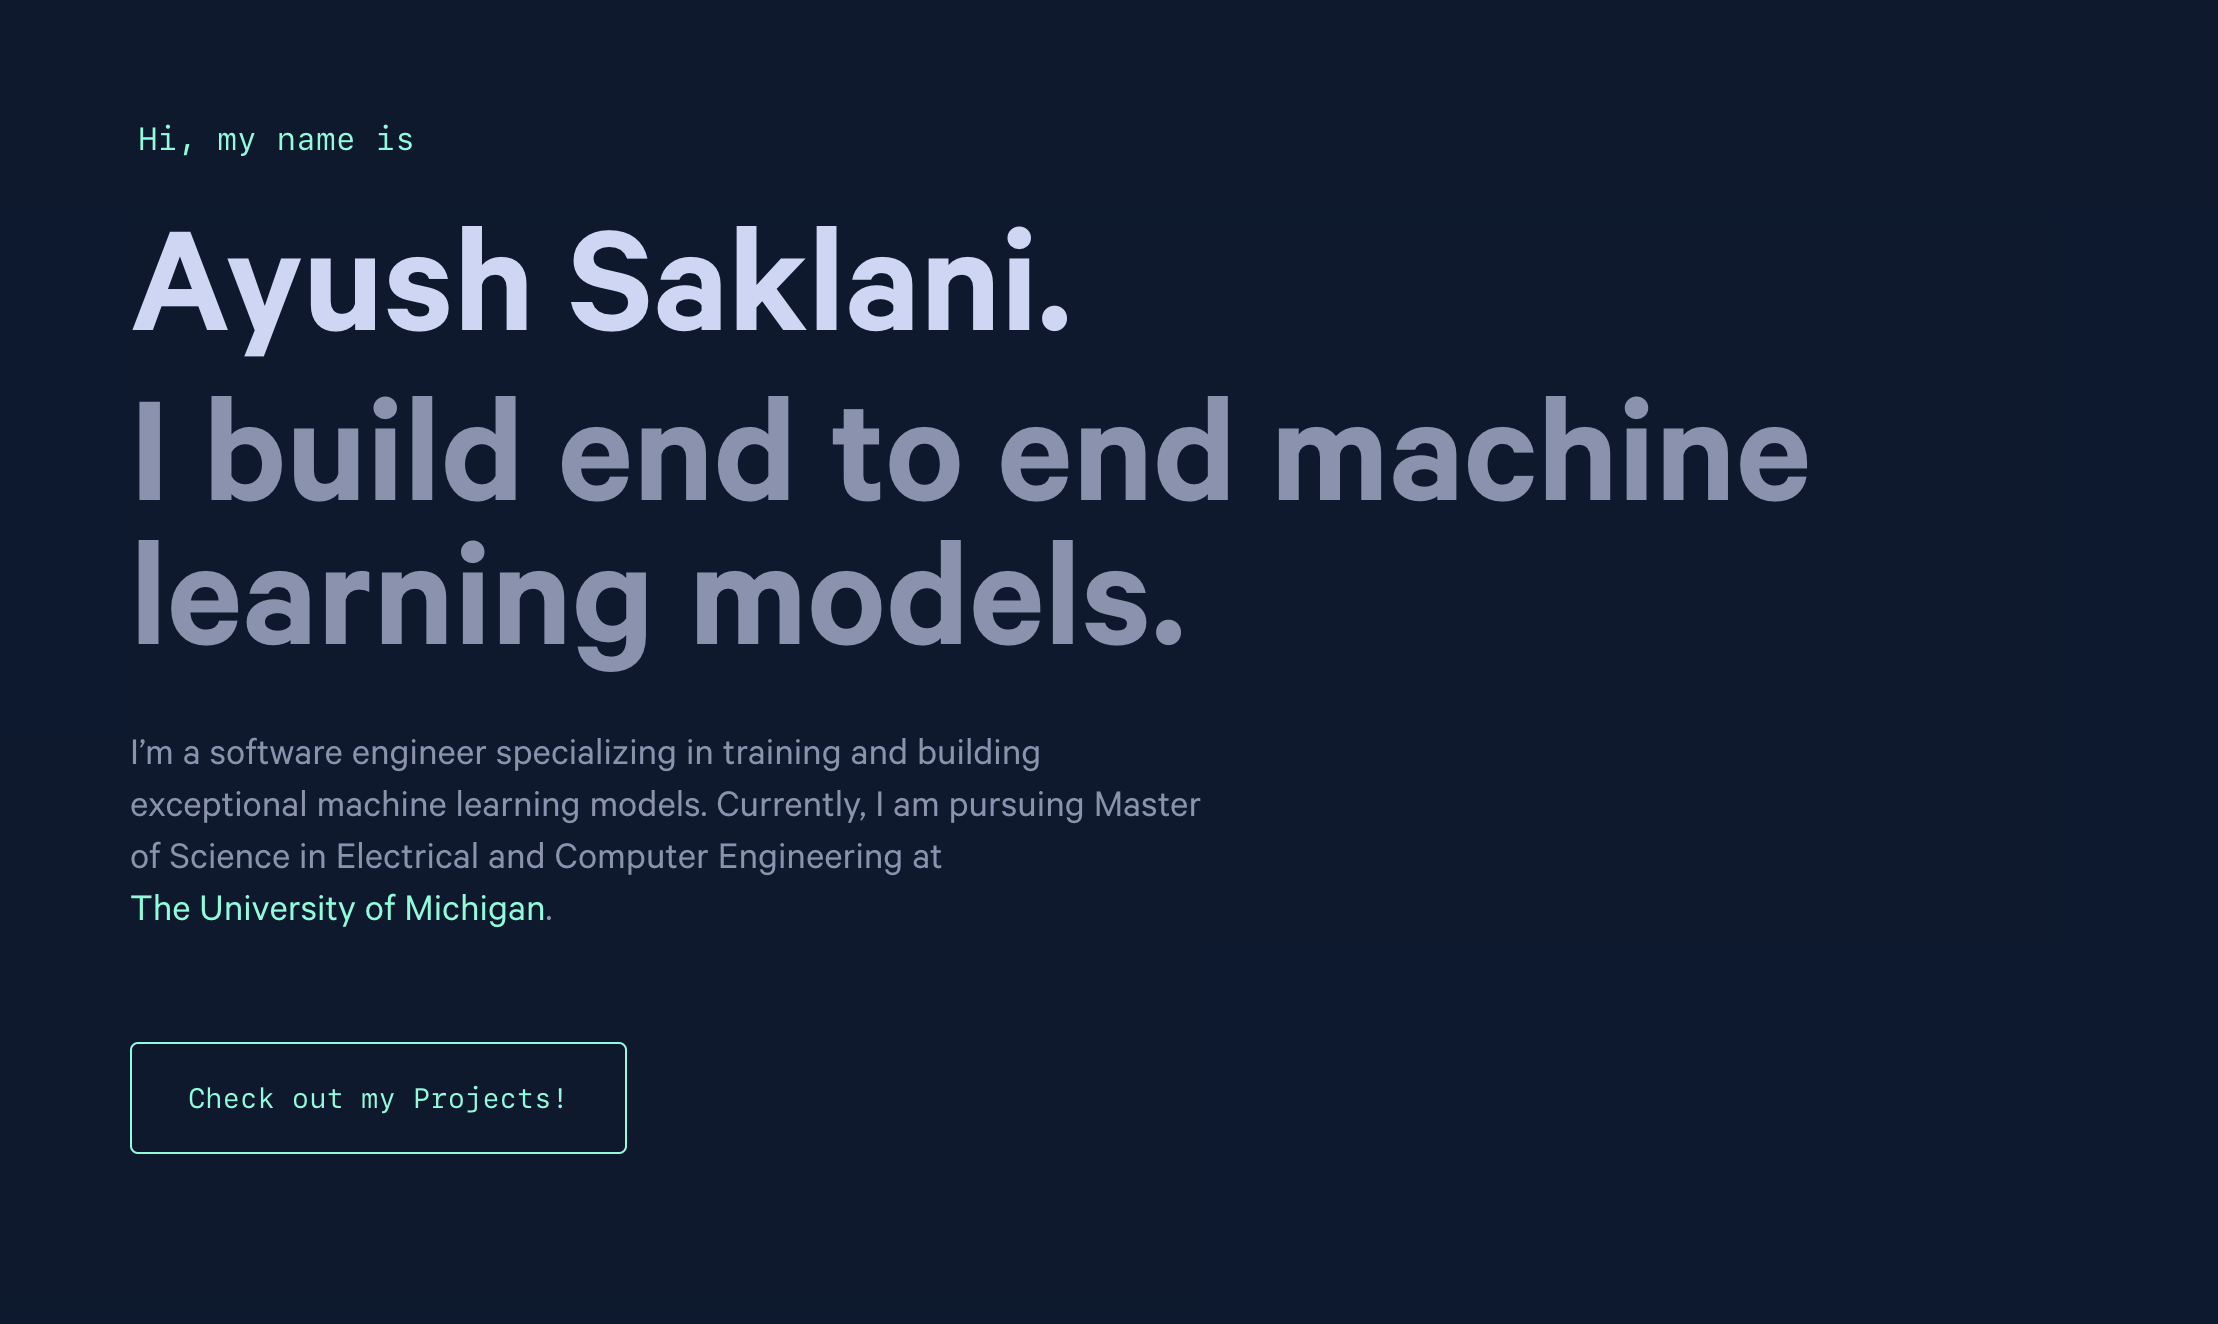 Hi, my name is
Ayush Saklani.
I build end to end machine
learning models.
I’m a software engineer specializing in training and building
exceptional machine learning models. Currently, I am pursuing Master
of Science in Electrical and Computer Engineering at
The University of Michigan.
Check out my Projects!